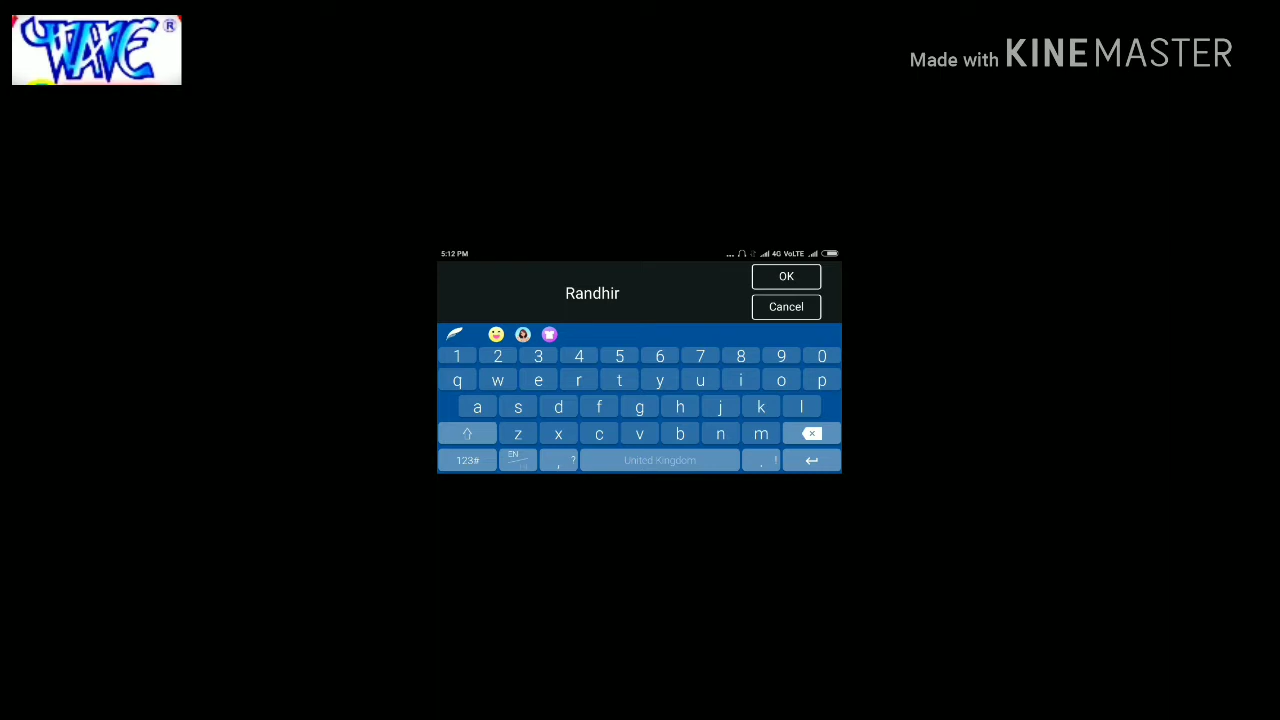 WAVE ®
Made with KINEMASTER
5:12 PM
4G VoLTE
OK
Randhir
Cancel
1 2 3 4 5 6 7 8 9 0
q w e r t y u i o p
a s d f g h j k l
z x c v b n m
123# EN , ? United Kingdom . !